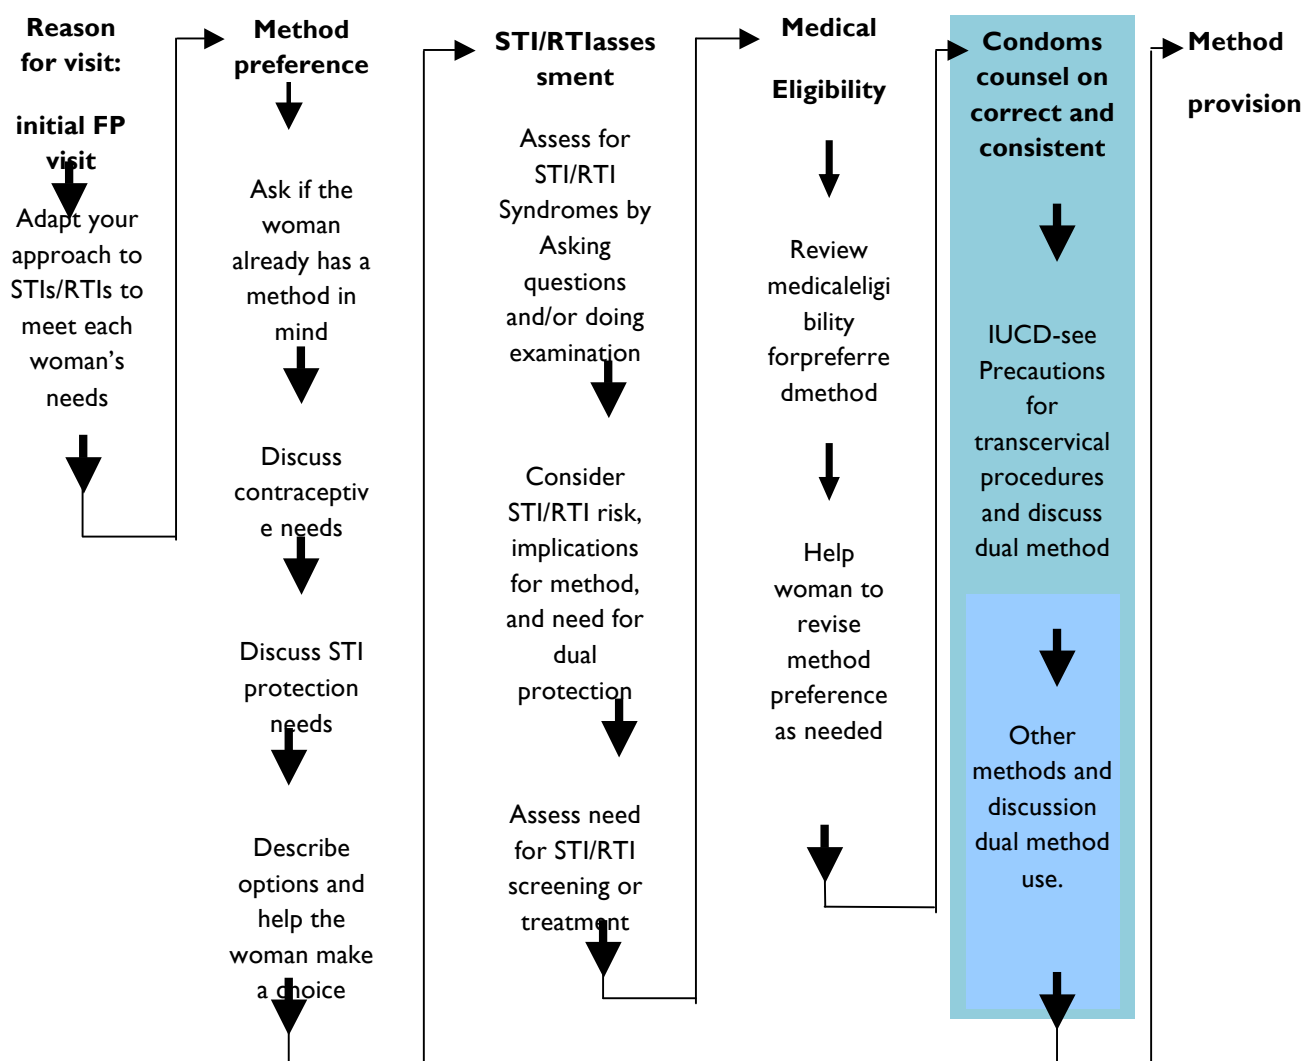 Reason
for visit:
initial FP
visit
Adapt your
approach to
STIs/RTIs to
meet each
woman’s
needs
Method
preference
Ask if the
woman
already has a
method in
mind
Discuss
contraceptiv
e needs
Discuss STI
protection
needs
Describe
options and
help the
woman make
a choice
STI/RTIasses
sment
Assess for
STI/RTI
Syndromes by
Asking
questions
and/or doing
examination
Consider
STI/RTI risk,
implications
for method,
and need for
dual
protection
Assess need
for STI/RTI
screening or
treatment
Medical
Eligibility
Review
medicaleligi
bility
forpreferre
dmethod
Help
woman to
revise
method
preference
as needed
Condoms
counsel on
correct and
consistent
IUCD-see
Precautions
for
transcervical
procedures
and discuss
dual method
Other
methods and
discussion
dual method
use.
Method
provision